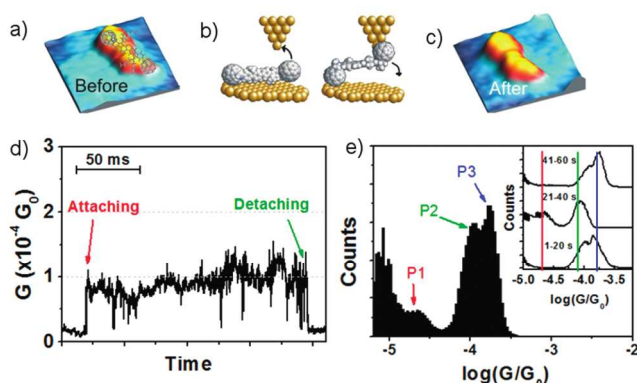 a)
Before
b)
c)
After
d)
50 ms
Attaching
Detaching
G (x10⁻⁴ G₀)
2
1
0
Time
e)
P1
P2
P3
Counts
-5
-4
-3
-2
log(G/G₀)
41-60 s
21-40 s
1-20 s
Counts
-5.0
-4.5
-4.0
-3.5
log(G/G₀)